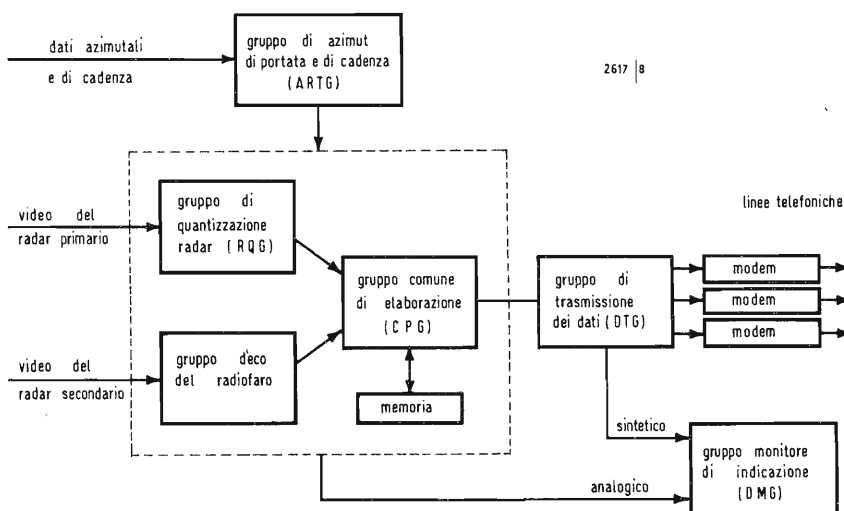 dati azimutali
e di cadenza
gruppo di azimut
di portata e di cadenza
(ARTG)
2617 | 8
video del
radar primario
gruppo di
quantizzazione
radar (RQG)
linee telefoniche
gruppo comune
di elaborazione
(CPG)
gruppo di
trasmissione
dei dati (DTG)
modem
modem
modem
video del
radar secondario
gruppo d'eco
del radiofaro
memoria
sintetico
analogico
gruppo monitore
di indicazione
(DMG)